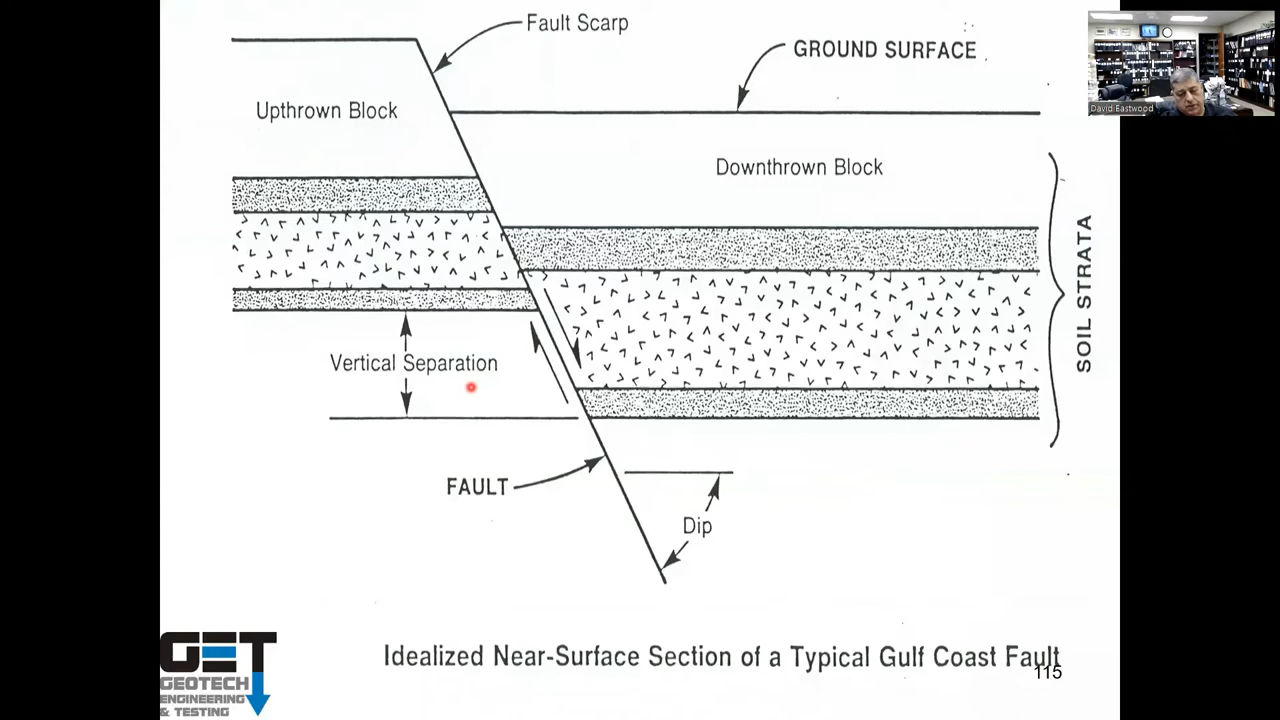 Fault Scarp
GROUND SURFACE
Upthrown Block
Downthrown Block
SOIL STRATA
Vertical Separation
FAULT
Dip
Idealized Near-Surface Section of a Typical Gulf Coast Fault
115
GET
GEOTECH
ENGINEERING
& TESTING
David Eastwood